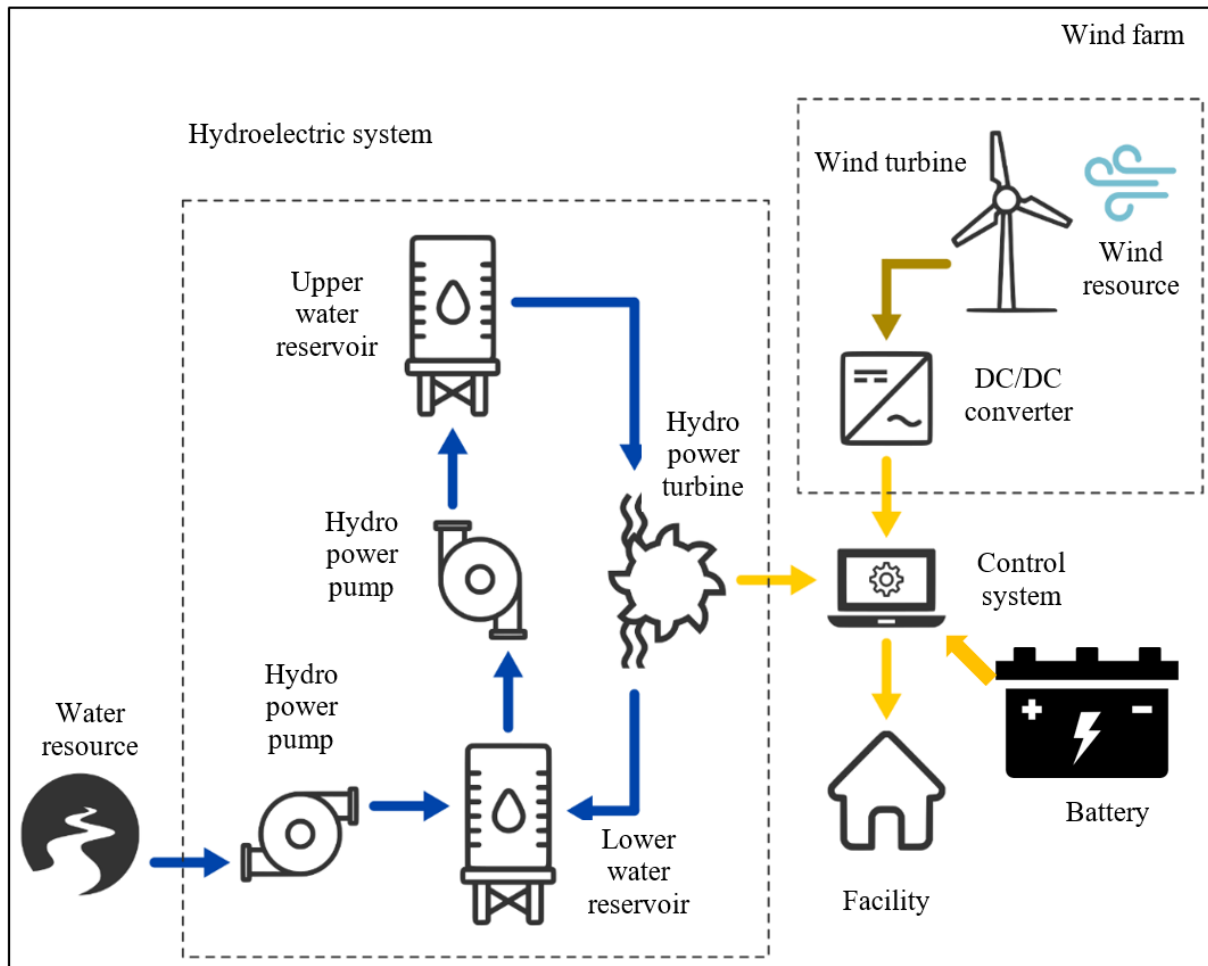 Wind farm
Hydroelectric system
Wind turbine
Wind
resource
Upper
water
reservoir
DC/DC
converter
Hydro
power
turbine
Hydro
power
pump
Control
system
Hydro
power
pump
Water
resource
Lower
water
reservoir
Battery
Facility